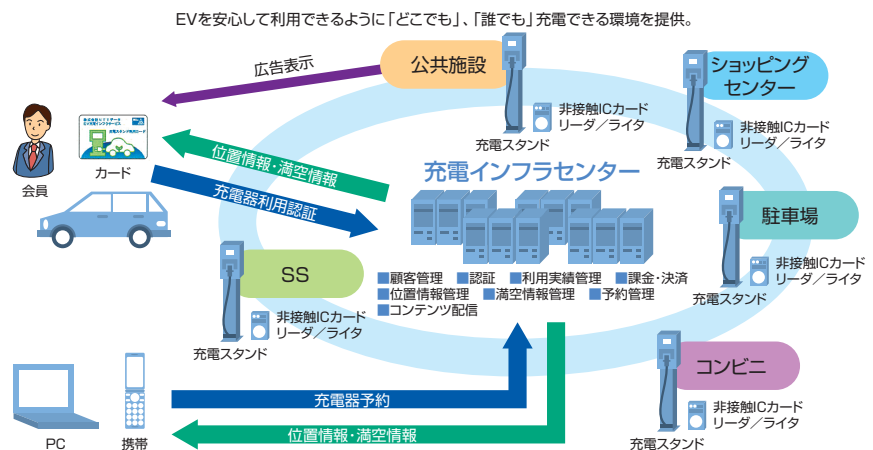 EVを安心して利用できるように「どこでも」、「誰でも」充電できる環境を提供。
広告表示
公共施設
ショッピング
センター
非接触ICカード
リーダ／ライタ
充電スタンド
非接触ICカード
リーダ／ライタ
充電スタンド
会員
カード
充電スタンド専用カード
位置情報・満空情報
充電器利用認証
充電インフラセンター
駐車場
非接触ICカード
リーダ／ライタ
充電スタンド
SS
非接触ICカード
リーダ／ライタ
充電スタンド
■顧客管理 ■認証 ■利用実績管理 ■課金・決済
■位置情報管理 ■満空情報管理 ■予約管理
■コンテンツ配信
コンビニ
非接触ICカード
リーダ／ライタ
充電スタンド
充電器予約
位置情報・満空情報
PC
携帯